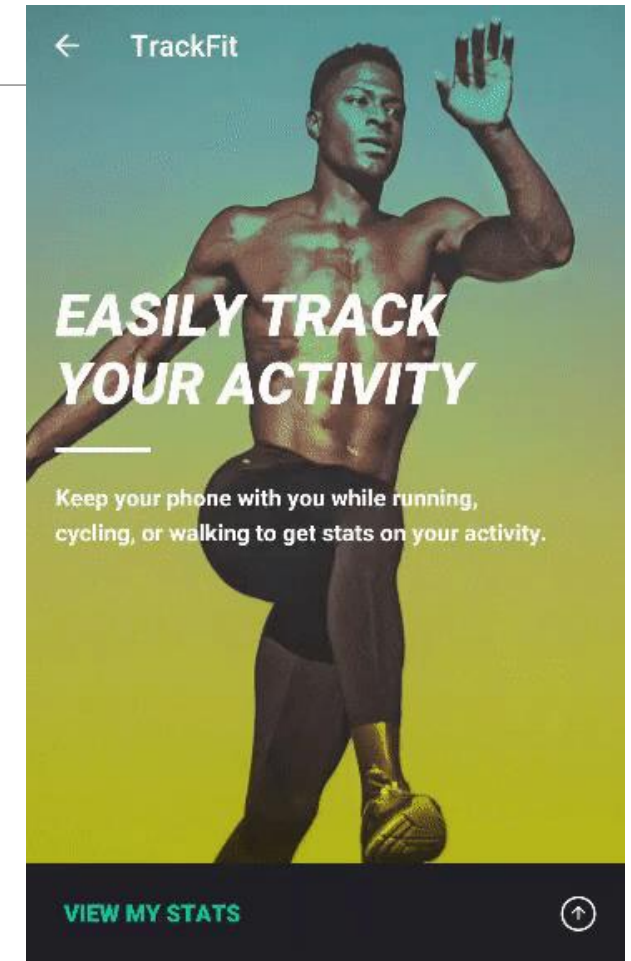 TrackFit
EASILY TRACK
YOUR ACTIVITY
Keep your phone with you while running,
cycling, or walking to get stats on your activity.
VIEW MY STATS